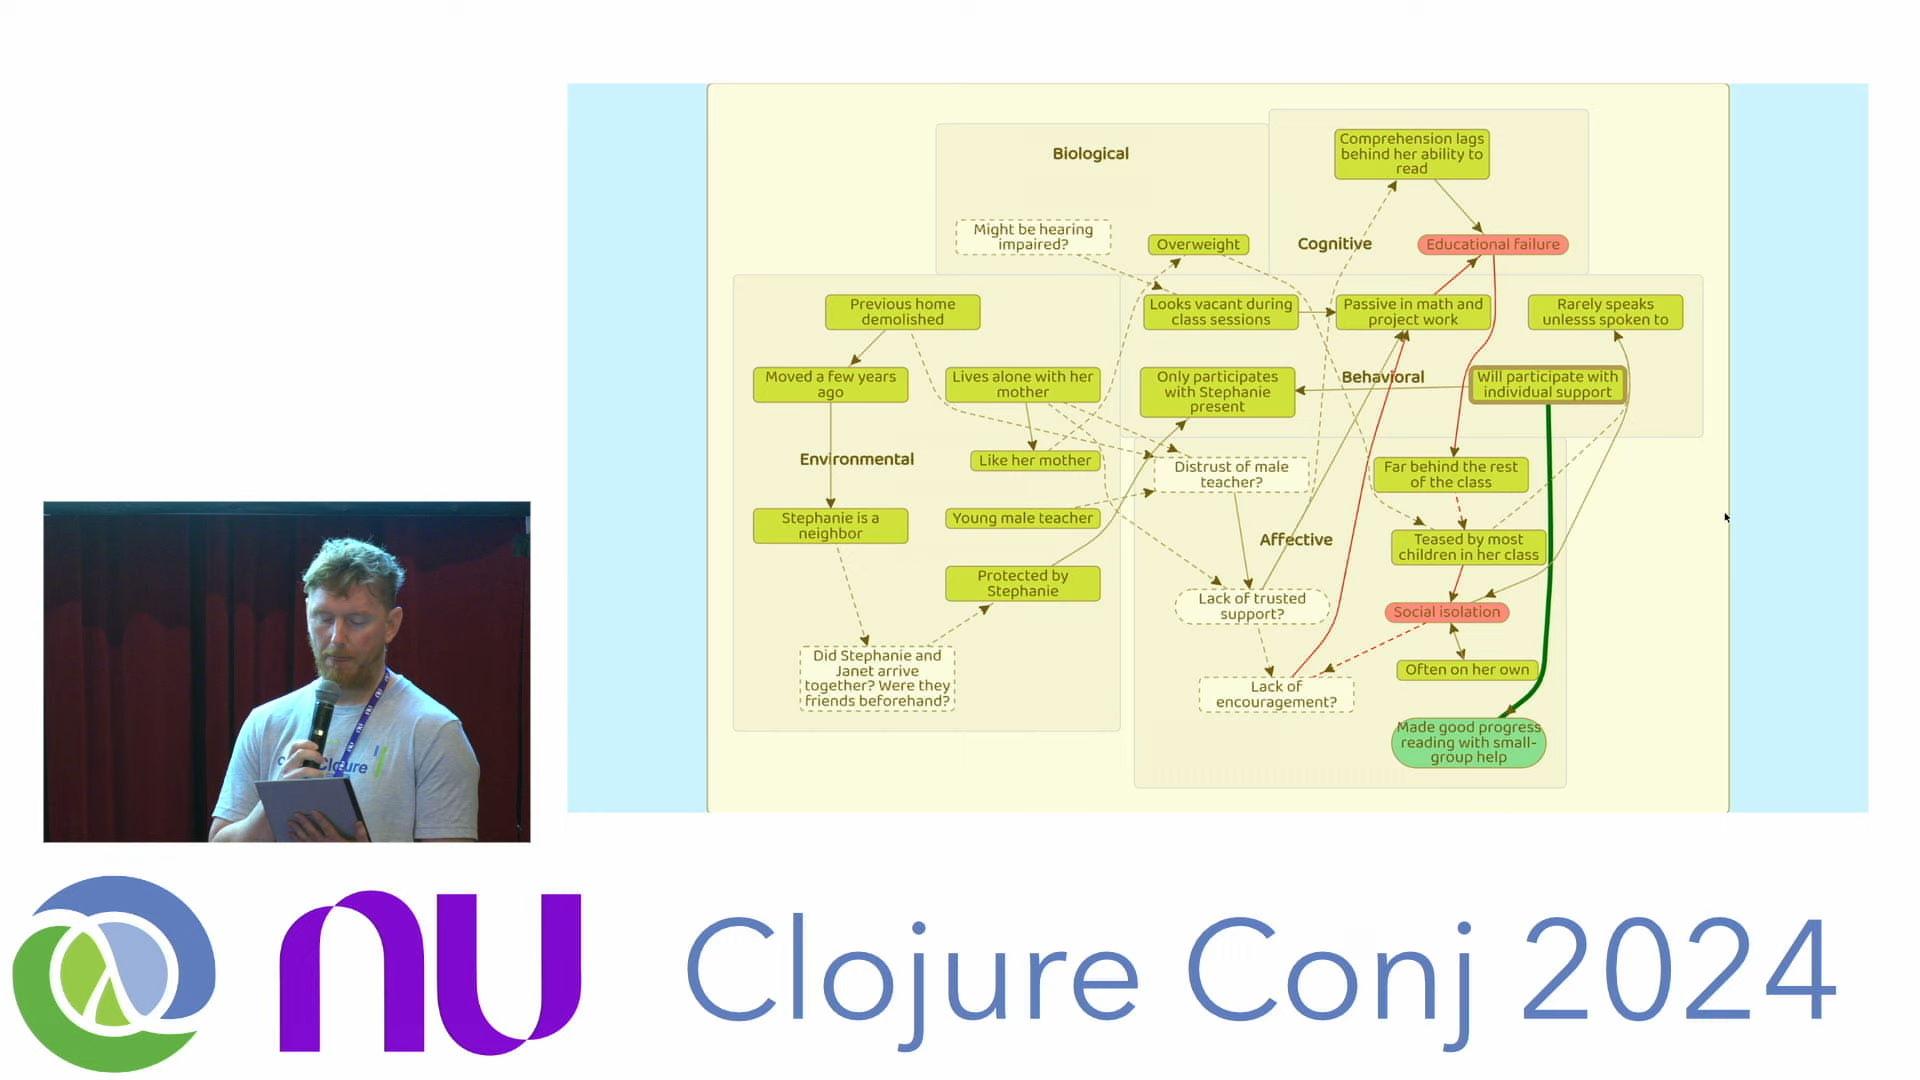 Biological
Comprehension lags
behind her ability to
read
Might be hearing
impaired?
Overweight
Cognitive
Educational failure
Previous home
demolished
Looks vacant during
class sessions
Passive in math and
project work
Rarely speaks
unlesss spoken to
Moved a few years
ago
Lives alone with her
mother
Only participates
with Stephanie
present
Behavioral
Will participate with
individual support
Environmental
Like her mother
Distrust of male
teacher?
Far behind the rest
of the class
Stephanie is a
neighbor
Young male teacher
Affective
Teased by most
children in her class
Protected by
Stephanie
Lack of trusted
support?
Social isolation
Did Stephanie and
Janet arrive
together? Were they
friends beforehand?
Often on her own
Lack of
encouragement?
Made good progress
reading with small-
group help
nu
Clojure Conj 2024